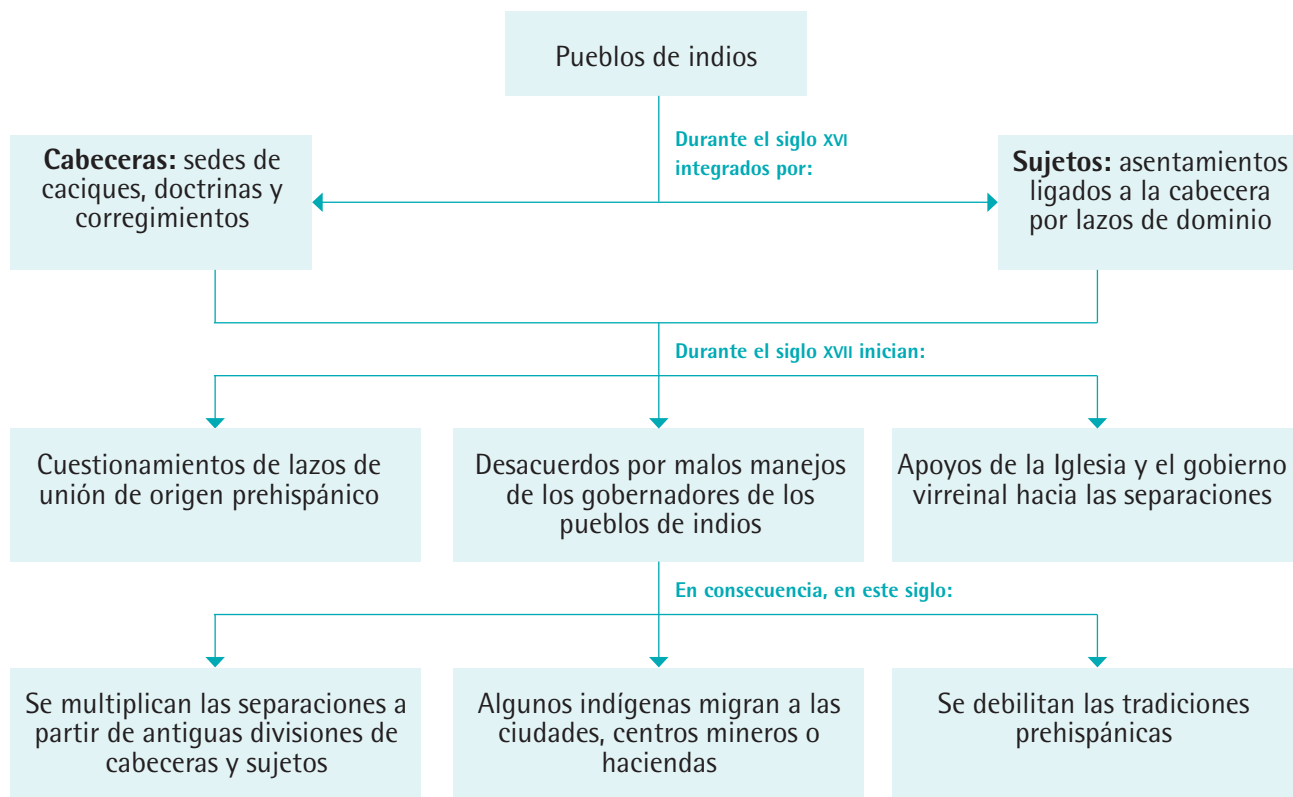 Pueblos de indios
Durante el siglo XVI
integrados por:
Cabeceras: sedes de
caciques, doctrinas y
corregimientos
Sujetos: asentamientos
ligados a la cabecera
por lazos de dominio
Durante el siglo XVII inician:
Cuestionamientos de lazos de
unión de origen prehispánico
Desacuerdos por malos manejos
de los gobernadores de los
pueblos de indios
Apoyos de la Iglesia y el gobierno
virreinal hacia las separaciones
En consecuencia, en este siglo:
Se multiplican las separaciones a
partir de antiguas divisiones de
cabeceras y sujetos
Algunos indígenas migran a las
ciudades, centros mineros o
haciendas
Se debilitan las tradiciones
prehispánicas